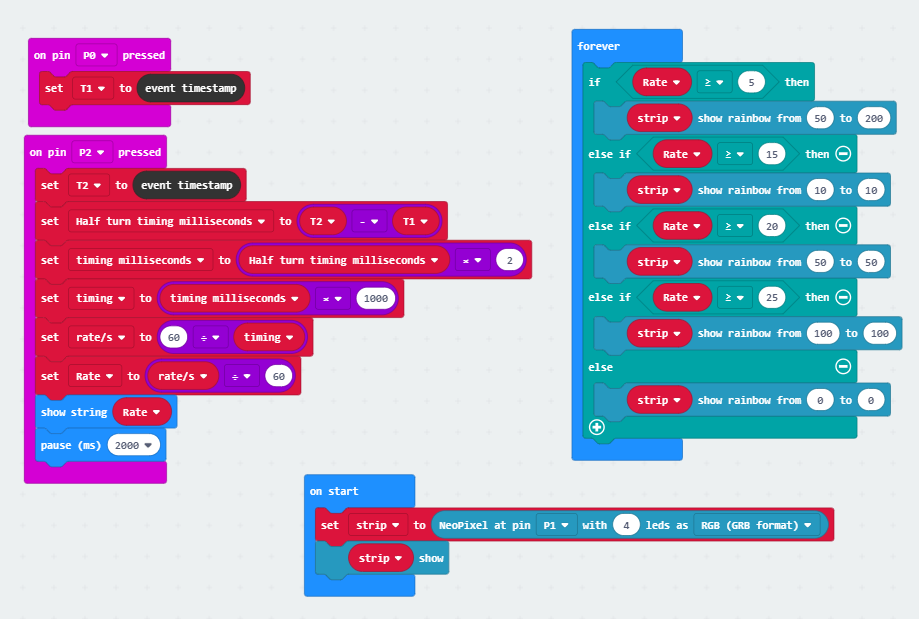 on pin P0 pressed
set T1 to event timestamp
on pin P2 pressed
set T2 to event timestamp
set Half turn timing milliseconds to T2 - T1
set timing milliseconds to Half turn timing milliseconds × 2
set timing to timing milliseconds × 1000
set rate/s to 60 ÷ timing
set Rate to rate/s ÷ 60
show string Rate
pause (ms) 2000
forever
if Rate ≥ 5 then
strip show rainbow from 50 to 200
else if Rate ≥ 15 then
strip show rainbow from 10 to 10
else if Rate ≥ 20 then
strip show rainbow from 50 to 50
else if Rate ≥ 25 then
strip show rainbow from 100 to 100
else
strip show rainbow from 0 to 0
on start
set strip to NeoPixel at pin P1 with 4 leds as RGB (GRB format)
strip show